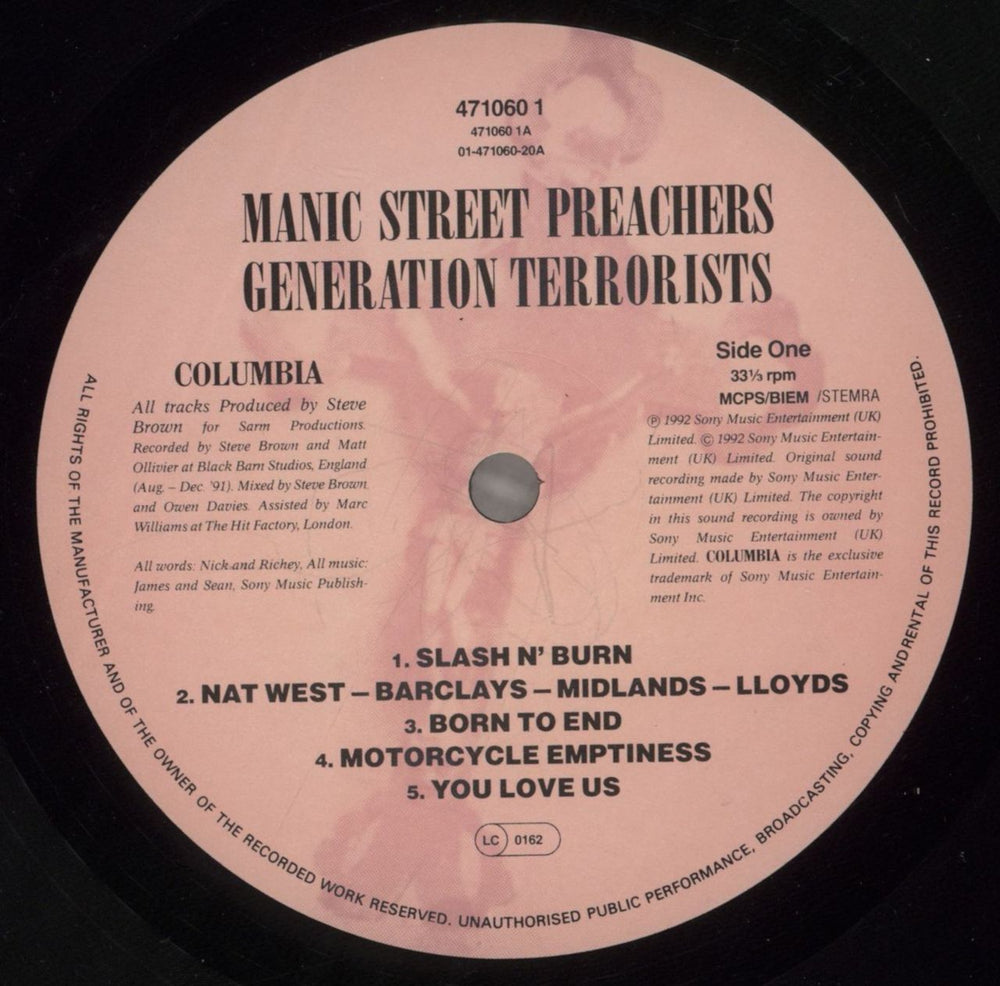 471060 1
471060 1A
01-471060-20A
MANIC STREET PREACHERS
GENERATION TERRORISTS
COLUMBIA
All tracks Produced by Steve
Brown for Sarm Productions.
Recorded by Steve Brown and Matt
Ollivier at Black Barn Studios, England
(Aug. – Dec. '91). Mixed by Steve Brown
and Owen Davies. Assisted by Marc
Williams at The Hit Factory, London.
All words: Nick and Richey, All music:
James and Sean, Sony Music Publish-
ing.
Side One
33⅓ rpm
MCPS/BIEM /STEMRA
℗ 1992 Sony Music Entertainment (UK)
Limited. © 1992 Sony Music Entertain-
ment (UK) Limited. Original sound
recording made by Sony Music Enter-
tainment (UK) Limited. The copyright
in this sound recording is owned by
Sony Music Entertainment (UK)
Limited. COLUMBIA is the exclusive
trademark of Sony Music Entertain-
ment Inc.
1. SLASH N' BURN
2. NAT WEST – BARCLAYS – MIDLANDS – LLOYDS
3. BORN TO END
4. MOTORCYCLE EMPTINESS
5. YOU LOVE US
LC 0162
ALL RIGHTS OF THE MANUFACTURER AND OF THE OWNER OF THE RECORDED WORK RESERVED. UNAUTHORISED PUBLIC PERFORMANCE, BROADCASTING, COPYING AND RENTAL OF THIS RECORD PROHIBITED.